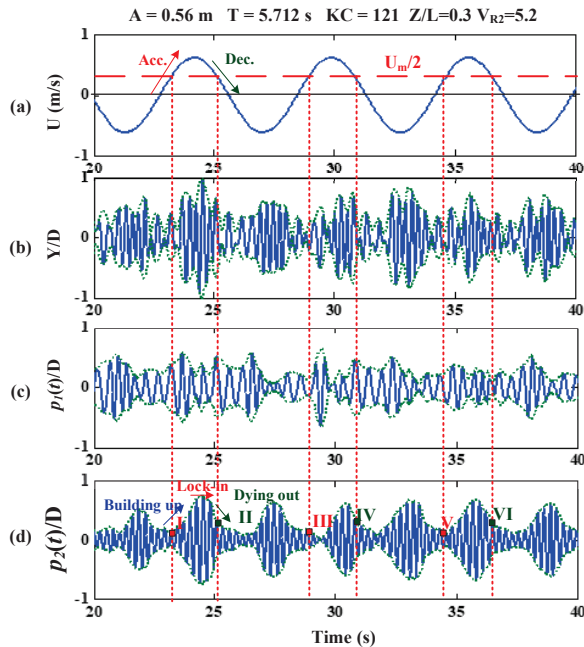 A = 0.56 m T = 5.712 s KC = 121 Z/L=0.3 V_R2=5.2
1
Acc.
Dec.
U_m/2
(a)
U (m/s)
0
-1
20 25 30 35 40
1
(b)
Y/D
0
-1
20 25 30 35 40
1
(c)
p_1(t)/D
0
-1
20 25 30 35 40
1
Lock-in
Building up
Dying out
I II III IV V VI
(d)
p_2(t)/D
0
-1
20 25 30 35 40
Time (s)